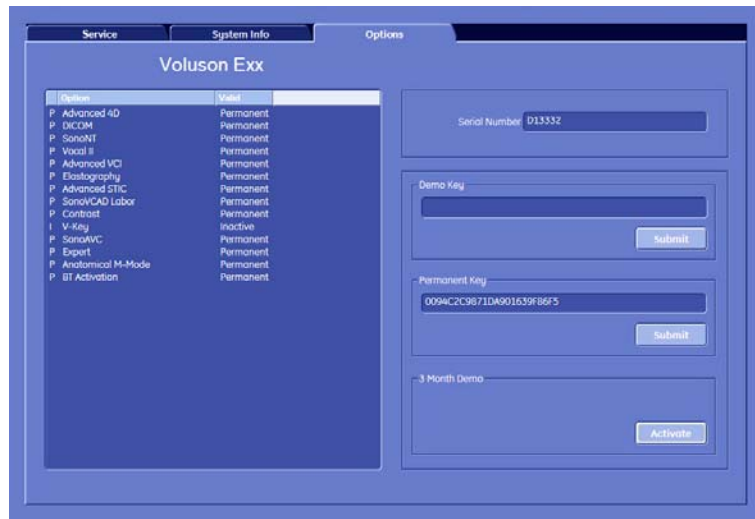 Service System Info Options
Voluson Exx
Option Valid
P Advanced 4D Permanent
P DICOM Permanent
P SonoNT Permanent
P Vocal II Permanent
P Advanced VCI Permanent
P Elastography Permanent
P Advanced STIC Permanent
P SonoVCAD Labor Permanent
P Contrast Permanent
I V-Key Inactive
P SonoAVC Permanent
P Expert Permanent
P Anatomical M-Mode Permanent
P BT Activation Permanent
Serial Number D13332
Demo Key
Submit
Permanent Key
0094C2C9871DA901639F86F5
Submit
3 Month Demo
Activate